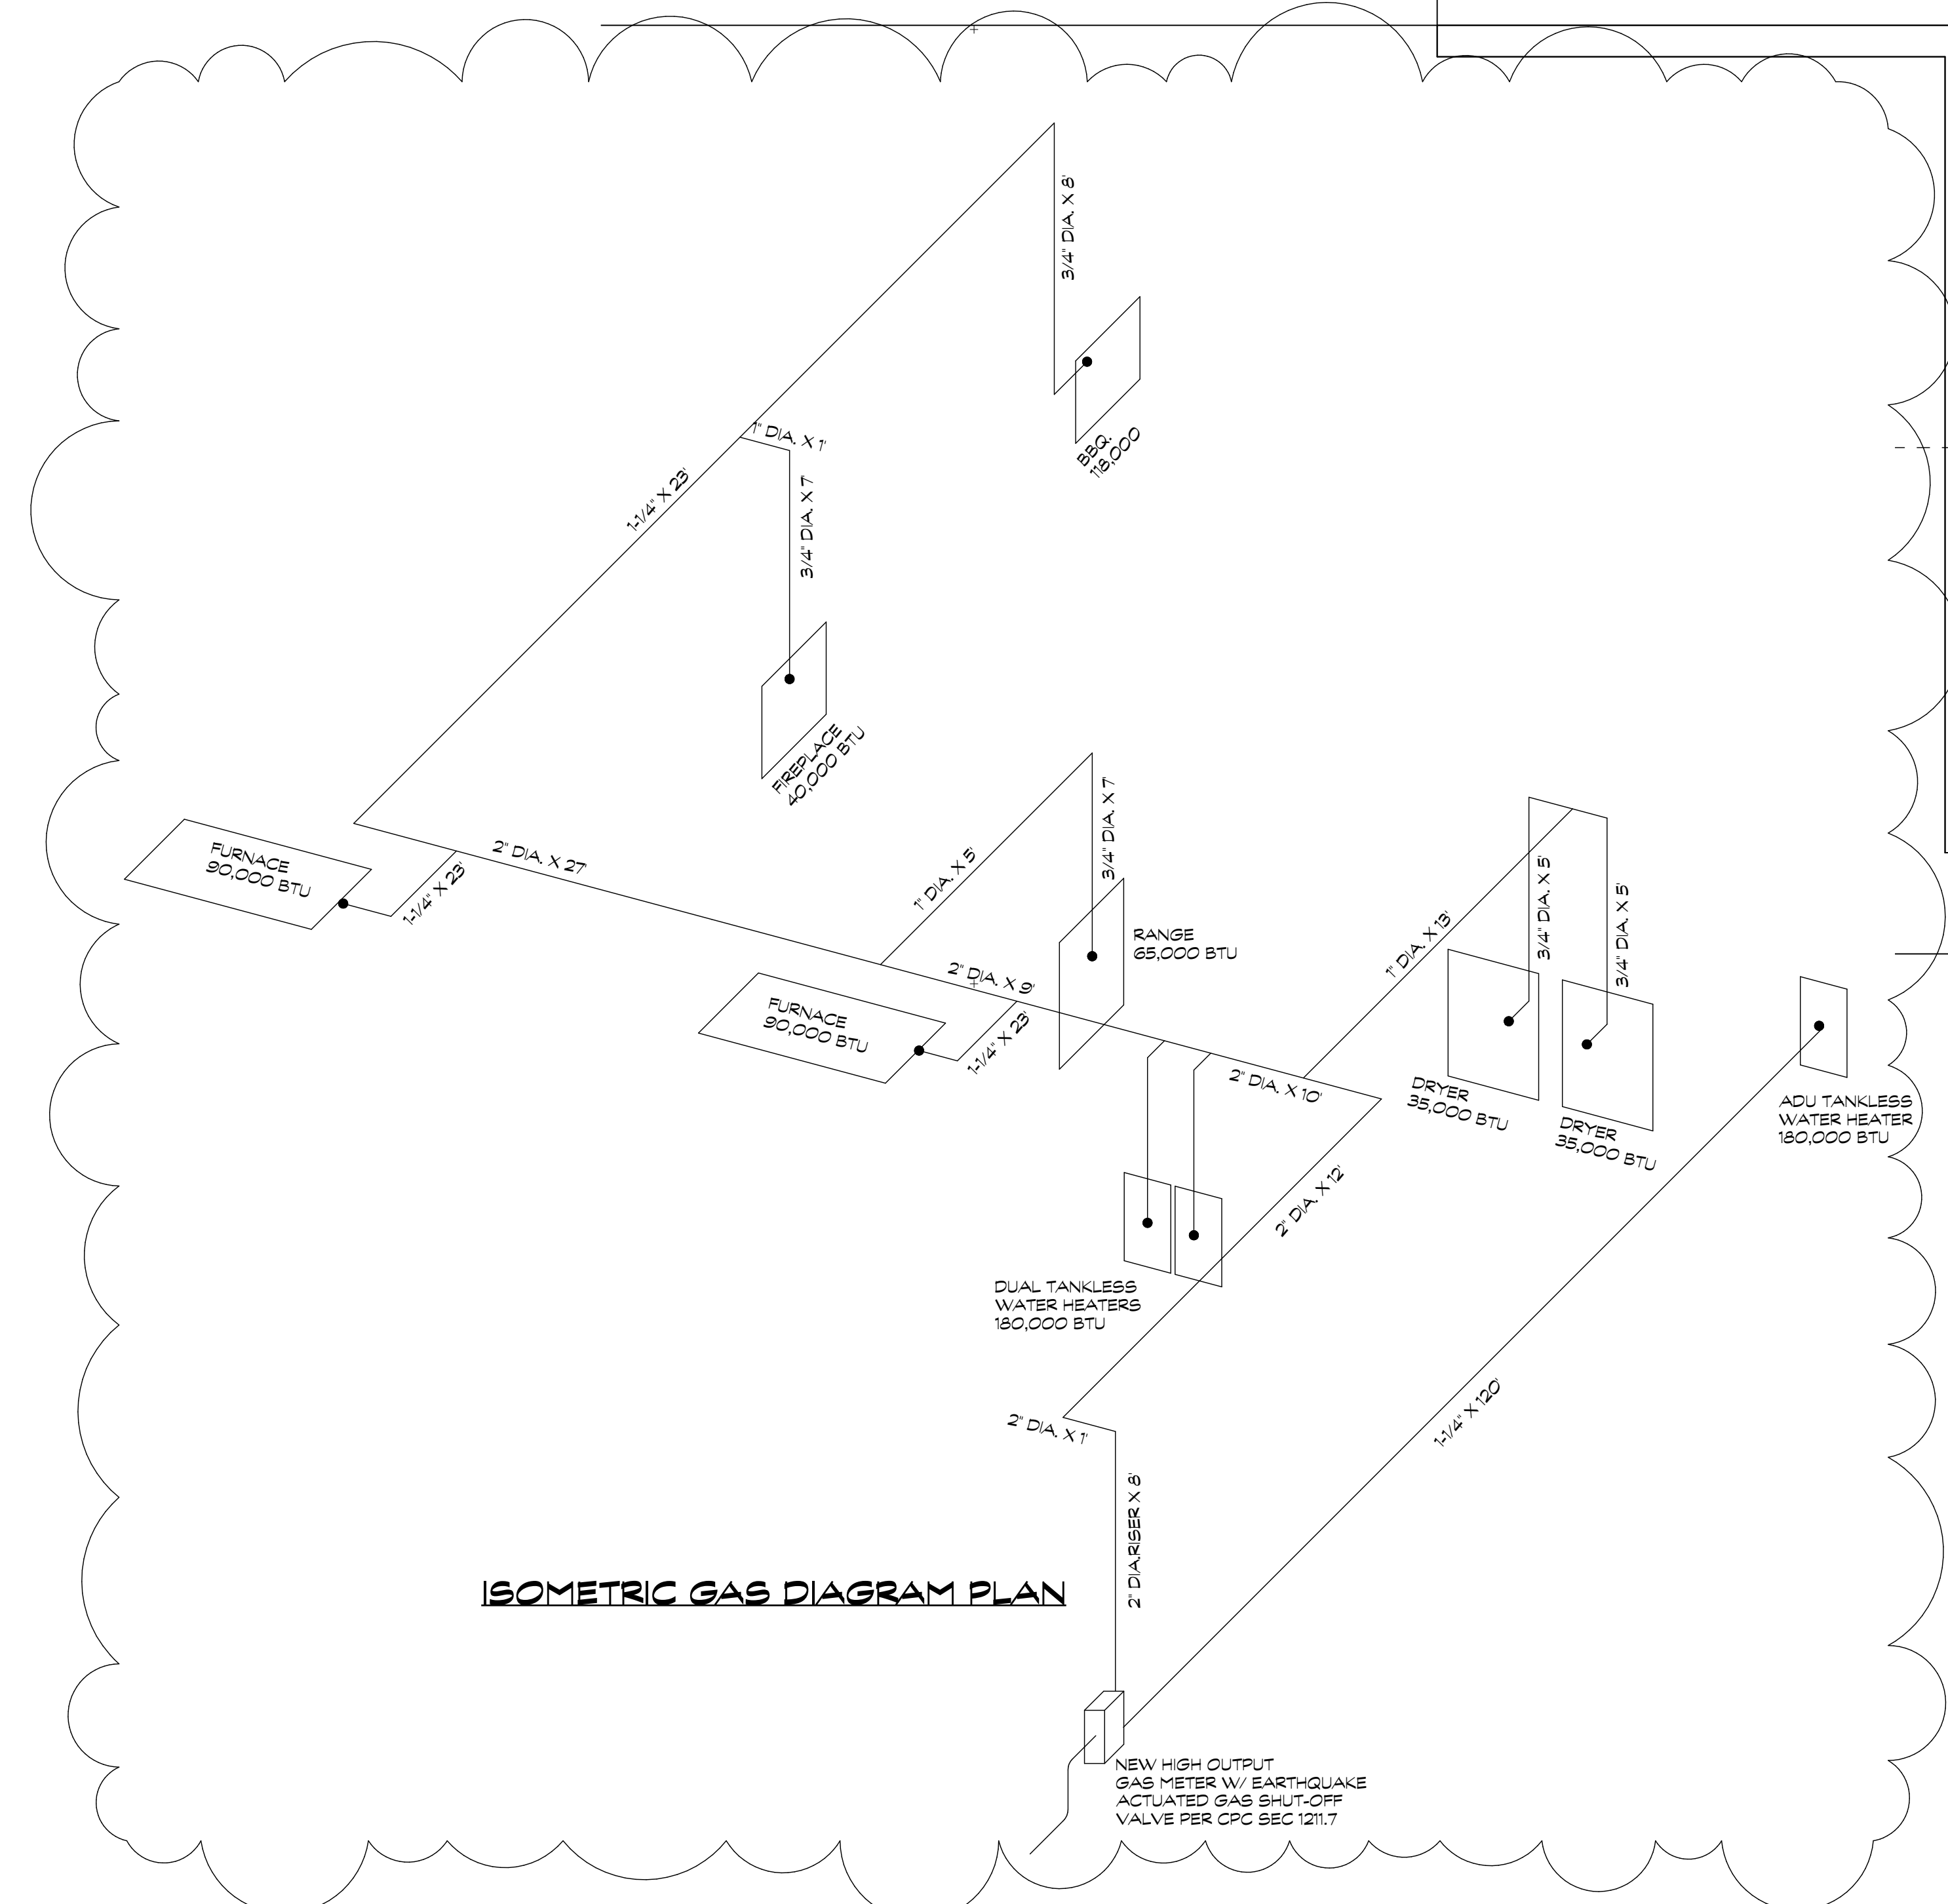 3/4" DIA. X 8'
BBQ.
118,000
1" DIA. X 1'
3/4" DIA. X 7'
1-1/4" X 23'
FIREPLACE
40,000 BTU
FURNACE
90,000 BTU
1-1/4" X 23'
2" DIA. X 27'
1" DIA. X 5'
3/4" DIA. X 7'
RANGE
65,000 BTU
2" DIA. X 9'
FURNACE
90,000 BTU
1-1/4" X 23'
1" DIA. X 13'
3/4" DIA. X 5'
3/4" DIA. X 5'
DRYER
35,000 BTU
DRYER
35,000 BTU
2" DIA. X 10'
ADU TANKLESS
WATER HEATER
180,000 BTU
2" DIA. X 12'
DUAL TANKLESS
WATER HEATERS
180,000 BTU
2" DIA. X 1'
1-1/4" X 120'
2" DIA.RISER X 8'
ISOMETRIC GAS DIAGRAM PLAN
NEW HIGH OUTPUT
GAS METER W/ EARTHQUAKE
ACTUATED GAS SHUT-OFF
VALVE PER CPC SEC 1211.7